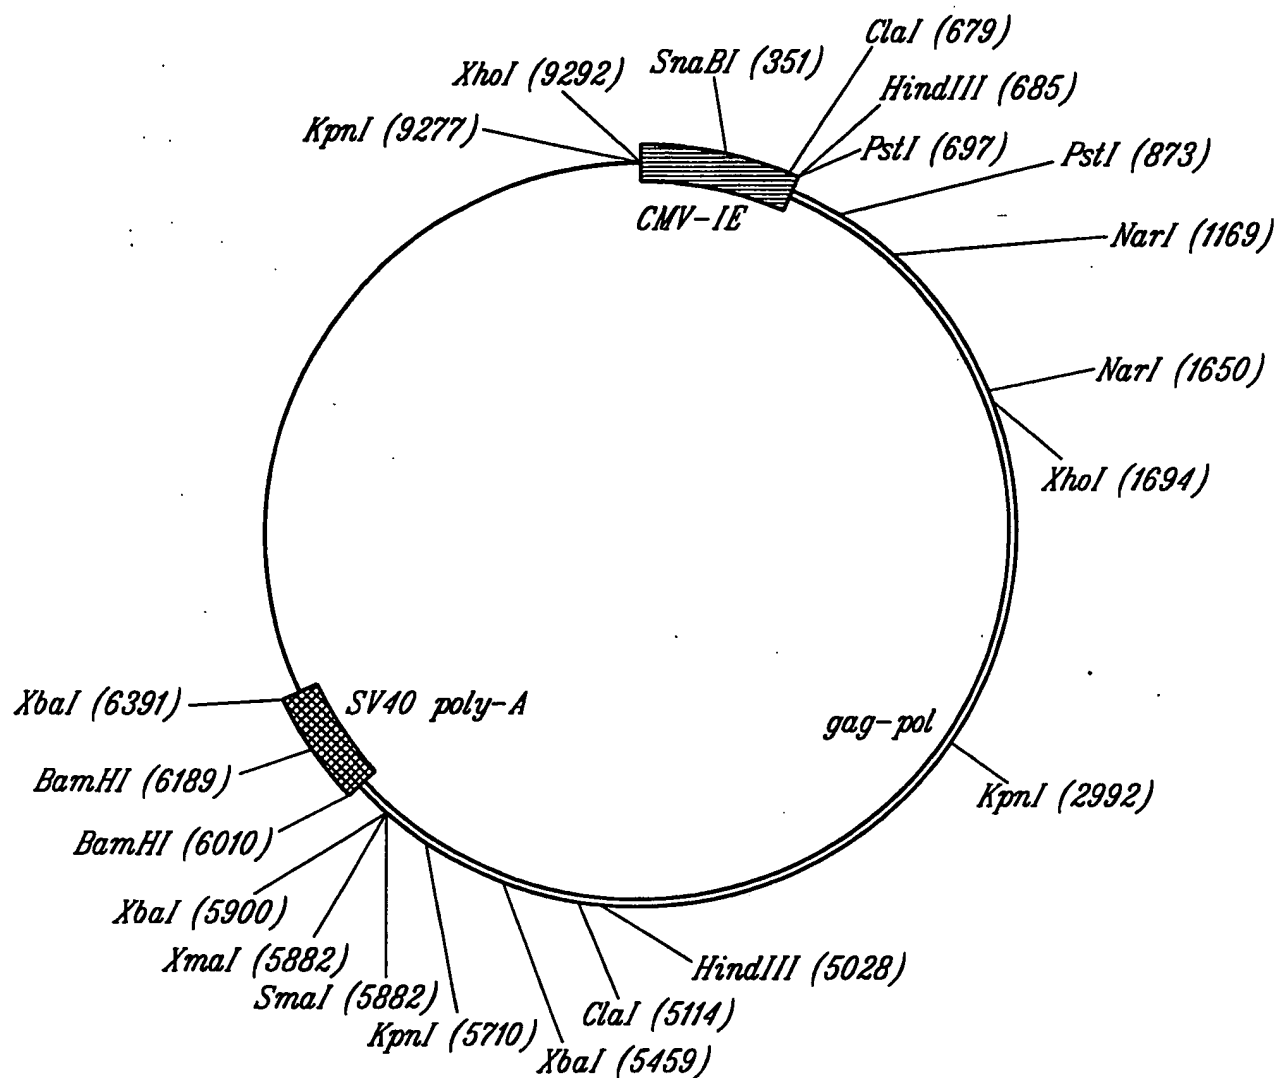 ClaI (679)
XhoI (9292)
SnaBI (351)
HindIII (685)
KpnI (9277)
PstI (697)
PstI (873)
CMV-IE
NarI (1169)
NarI (1650)
XhoI (1694)
XbaI (6391)
SV40 poly-A
gag-pol
BamHI (6189)
KpnI (2992)
BamHI (6010)
XbaI (5900)
XmaI (5882)
HindIII (5028)
SmaI (5882)
ClaI (5114)
KpnI (5710)
XbaI (5459)